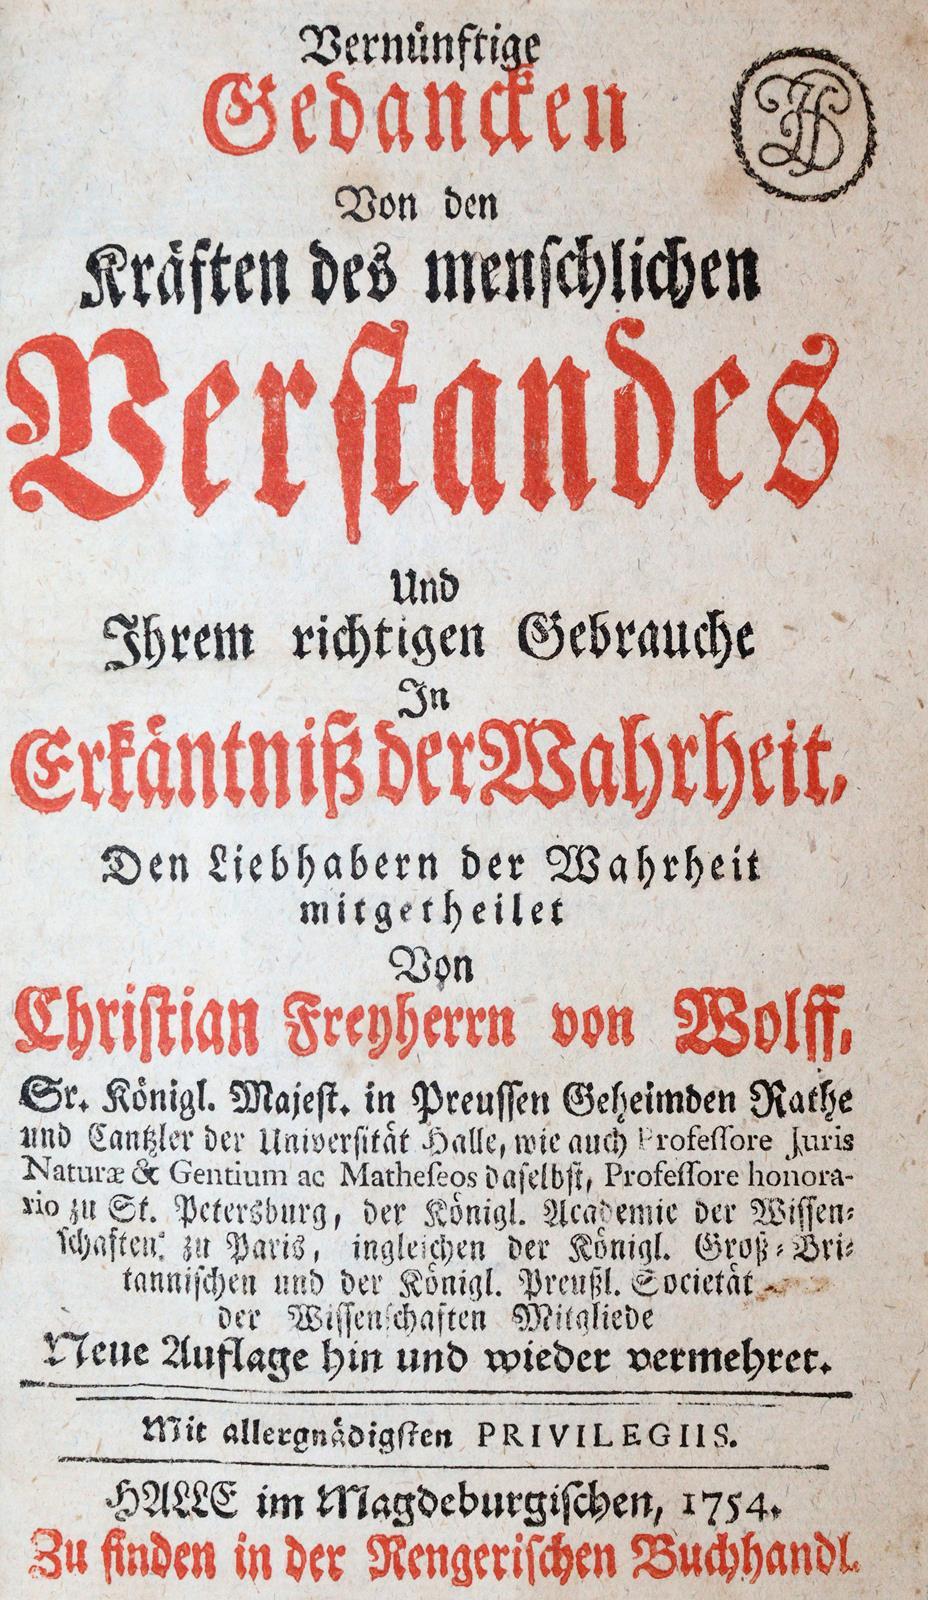 Vernünftige
Gedancken
Von den
Kräften des menſchlichen
Verſtandes
Und
Ihrem richtigen Gebrauche
In
Erkäntniß der Wahrheit,
Den Liebhabern der Wahrheit
mitgetheilet
Von
Chriſtian Freyherrn von Wolff,
Sr. Königl. Majeſt. in Preuſſen Geheimden Rathe
und Cantzler der Univerſität Halle, wie auch Profeſſore Juris
Naturæ & Gentium ac Matheſeos daſelbſt, Profeſſore honora-
rio zu St. Petersburg, der Königl. Academie der Wiſſen-
ſchaften zu Paris, ingleichen der Königl. Groß-Bri-
tanniſchen und der Königl. Preußl. Societät
der Wiſſenſchaften Mitgliede
Neue Auflage hin und wieder vermehret.
Mit allergnädigſten PRIVILEGIIS.
HALLE im Magdeburgiſchen, 1754.
Zu finden in der Rengeriſchen Buchhandl.